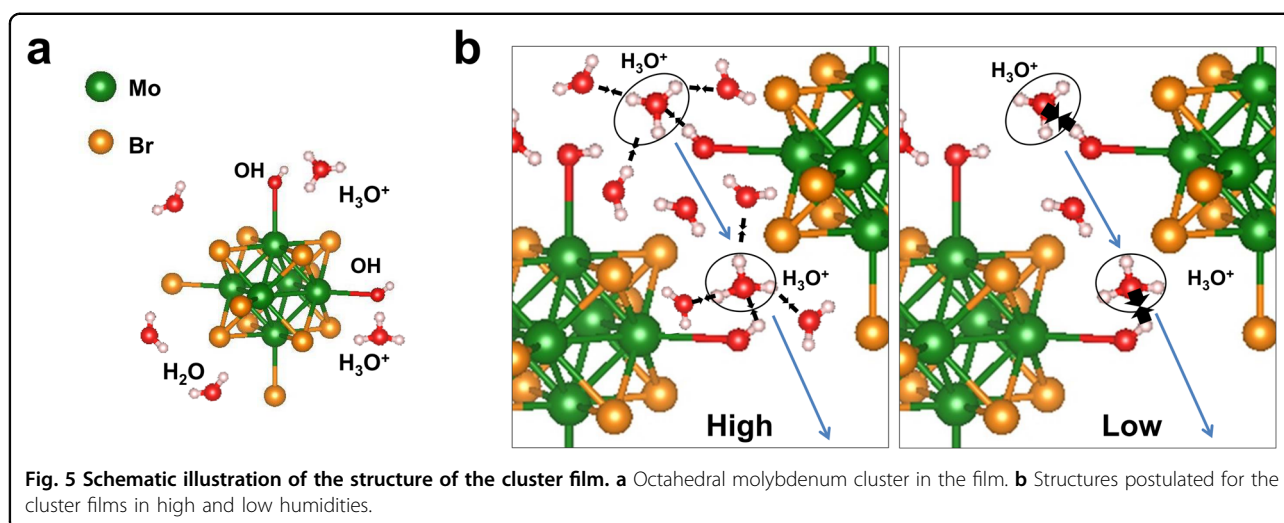 a
Mo
Br
OH
H₃O⁺
OH
H₂O
H₃O⁺
b
H₃O⁺
H₃O⁺
High
H₃O⁺
H₃O⁺
Low
Fig. 5 Schematic illustration of the structure of the cluster film. a Octahedral molybdenum cluster in the film. b Structures postulated for the
cluster films in high and low humidities.